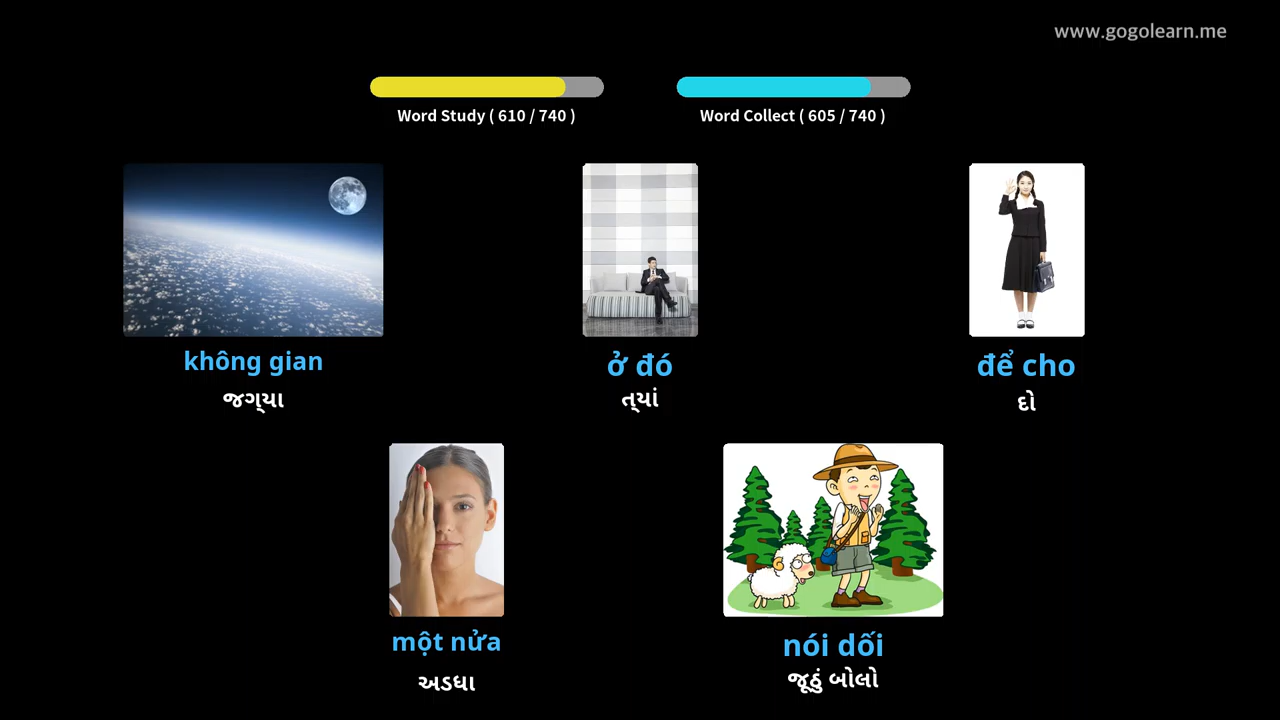 www.gogolearn.me
Word Study ( 610 / 740 )
Word Collect ( 605 / 740 )
không gian
જગ્યા
ở đó
ત્યાં
để cho
દો
một nửa
અડધા
nói dối
જૂઠું બોલો